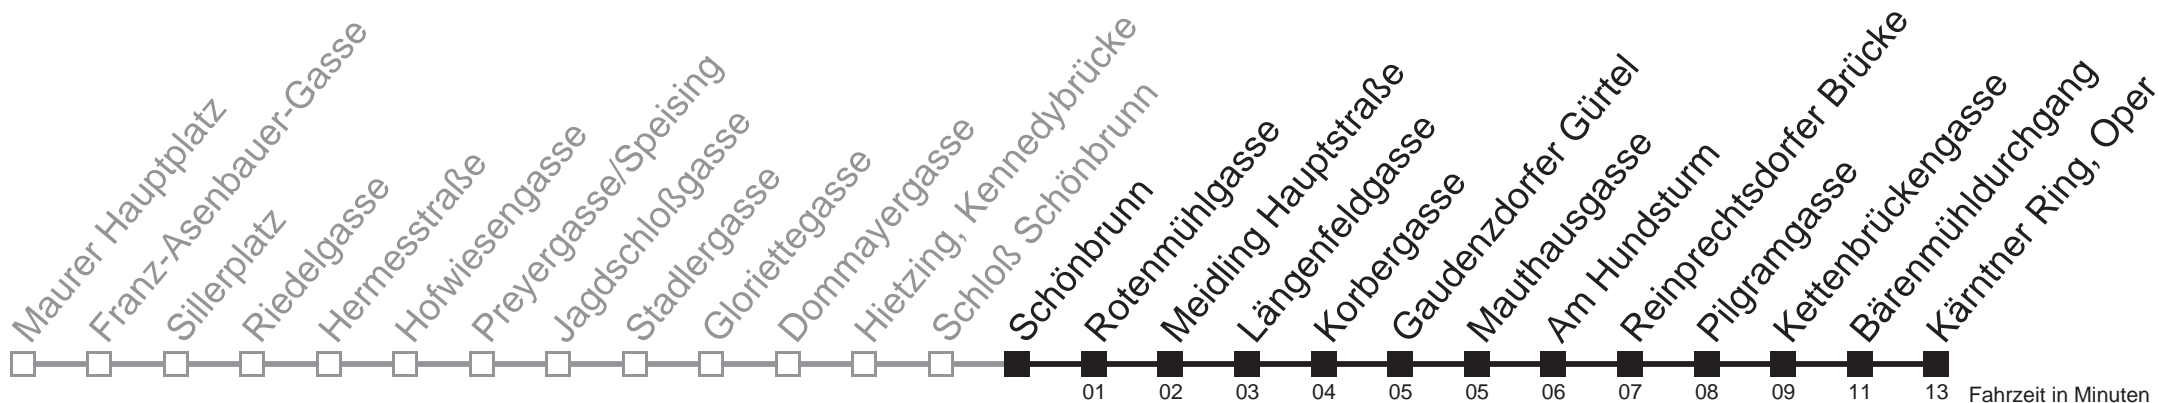 Maurer Hauptplatz
Franz-Asenbauer-Gasse
Sillerplatz
Riedelgasse
Hermesstraße
Hofwiesengasse
Preyergasse/Speising
Jagdschloßgasse
Stadlergasse
Gloriettegasse
Dommayergasse
Hietzing, Kennedybrücke
Schloß Schönbrunn
Schönbrunn
Rotenmühlgasse
Meidling Hauptstraße
Längenfeldgasse
Korbergasse
Gaudenzdorfer Gürtel
Mauthausgasse
Am Hundsturm
Reinprechtsdorfer Brücke
Pilgramgasse
Kettenbrückengasse
Bärenmühldurchgang
Kärntner Ring, Oper
01 02 03 04 05 05 06 07 08 09 11 13 Fahrzeit in Minuten